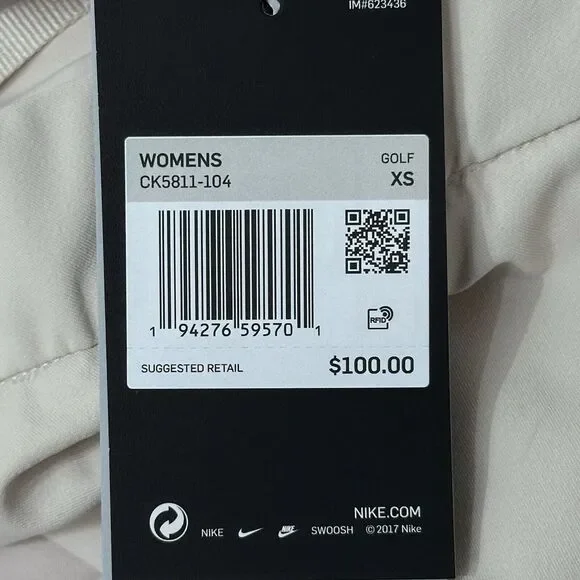 IM#623436
WOMENS GOLF
CK5811-104 XS
RFID
1 94276 59570 1
SUGGESTED RETAIL $100.00
NIKE.COM
NIKE NIKE SWOOSH © 2017 Nike